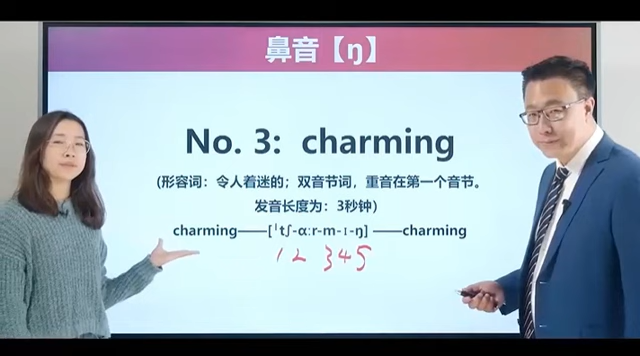 鼻音【ŋ】
No. 3: charming
(形容词：令人着迷的；双音节词，重音在第一个音节。
发音长度为：3秒钟)
charming——[ˈtʃ-ɑːr-m-ɪ-ŋ] ——charming
1 2 3 4 5